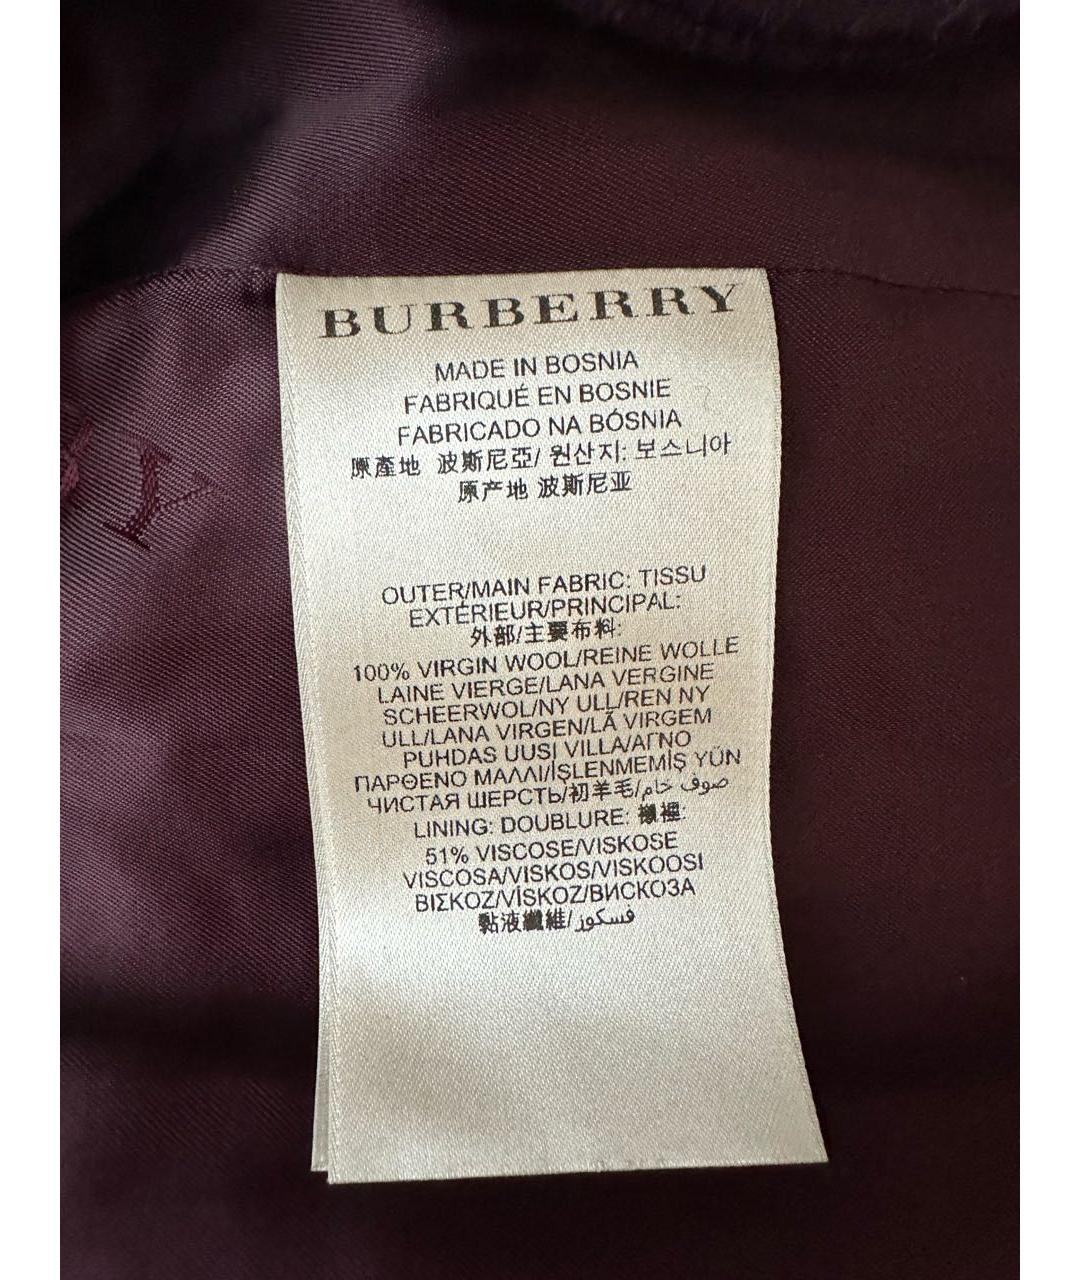 BURBERRY
MADE IN BOSNIA
FABRIQUÉ EN BOSNIE
FABRICADO NA BÓSNIA
原產地 波斯尼亞/ 원산지: 보스니아
原产地 波斯尼亚
OUTER/MAIN FABRIC: TISSU
EXTÉRIEUR/PRINCIPAL:
外部/主要布料:
100% VIRGIN WOOL/REINE WOLLE
LAINE VIERGE/LANA VERGINE
SCHEERWOL/NY ULL/REN NY
ULL/LANA VIRGEN/LÃ VIRGEM
PUHDAS UUSI VILLA/ΑΓΝΟ
ΠΑΡΘΕΝΟ ΜΑΛΛΙ/İŞLENMEMİŞ YÜN
ЧИСТАЯ ШЕРСТЬ/初羊毛/صوف خام
LINING: DOUBLURE: 襯裡:
51% VISCOSE/VISKOSE
VISCOSA/VISKOS/VISKOOSI
ΒΙΣΚΟΖ/VİSKOZ/ВИСКОЗА
黏液纖維/فسكوز